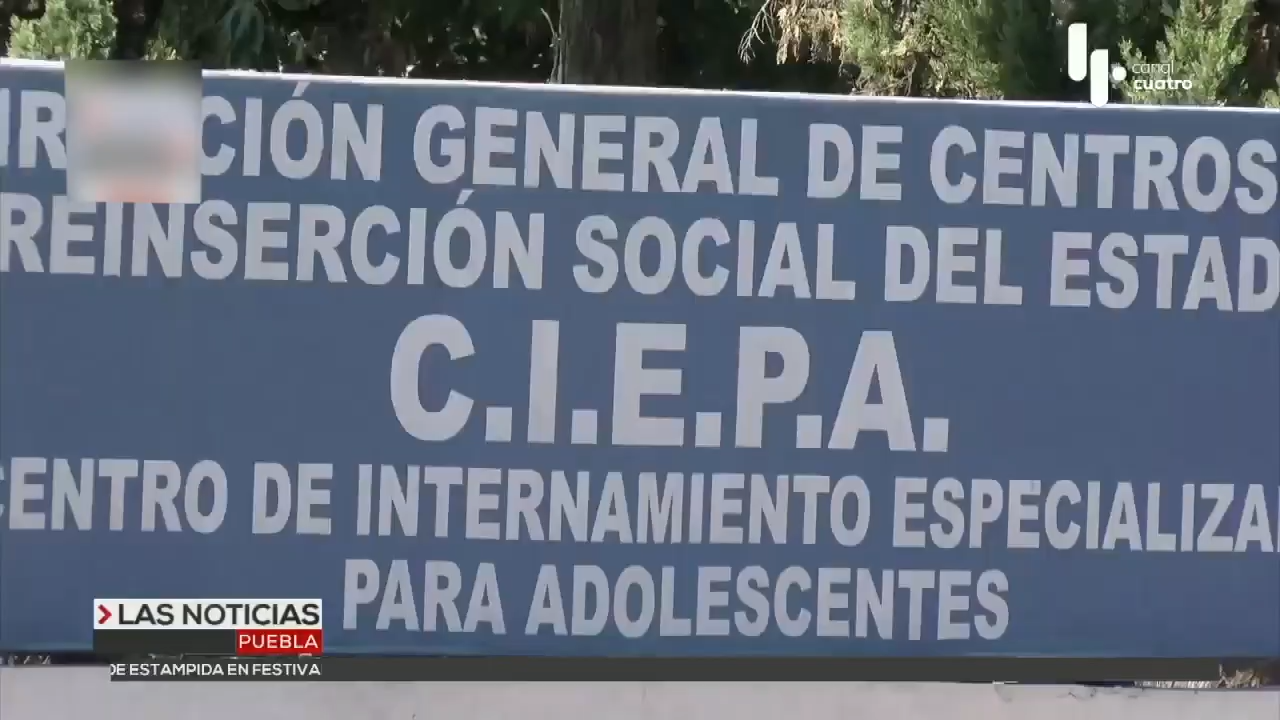 canal
cuatro
GENERAL DE CENTROS
REINSERCIÓN SOCIAL DEL ESTAD
C.I.E.P.A.
CENTRO DE INTERNAMIENTO ESPECIALIZA
PARA ADOLESCENTES
LAS NOTICIAS
PUEBLA
DE ESTAMPIDA EN FESTIVA